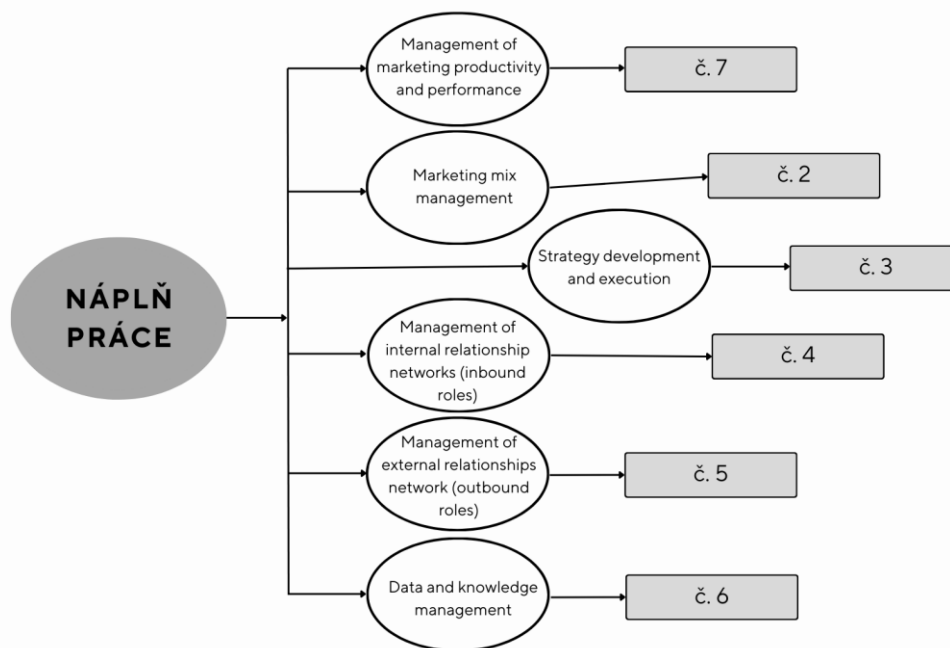 Management of
marketing productivity
and performance
č. 7
Marketing mix
management
č. 2
Strategy development
and execution
č. 3
NÁPLŇ
PRÁCE
Management of
internal relationship
networks (inbound
roles)
č. 4
Management of
external relationships
network (outbound
roles)
č. 5
Data and knowledge
management
č. 6